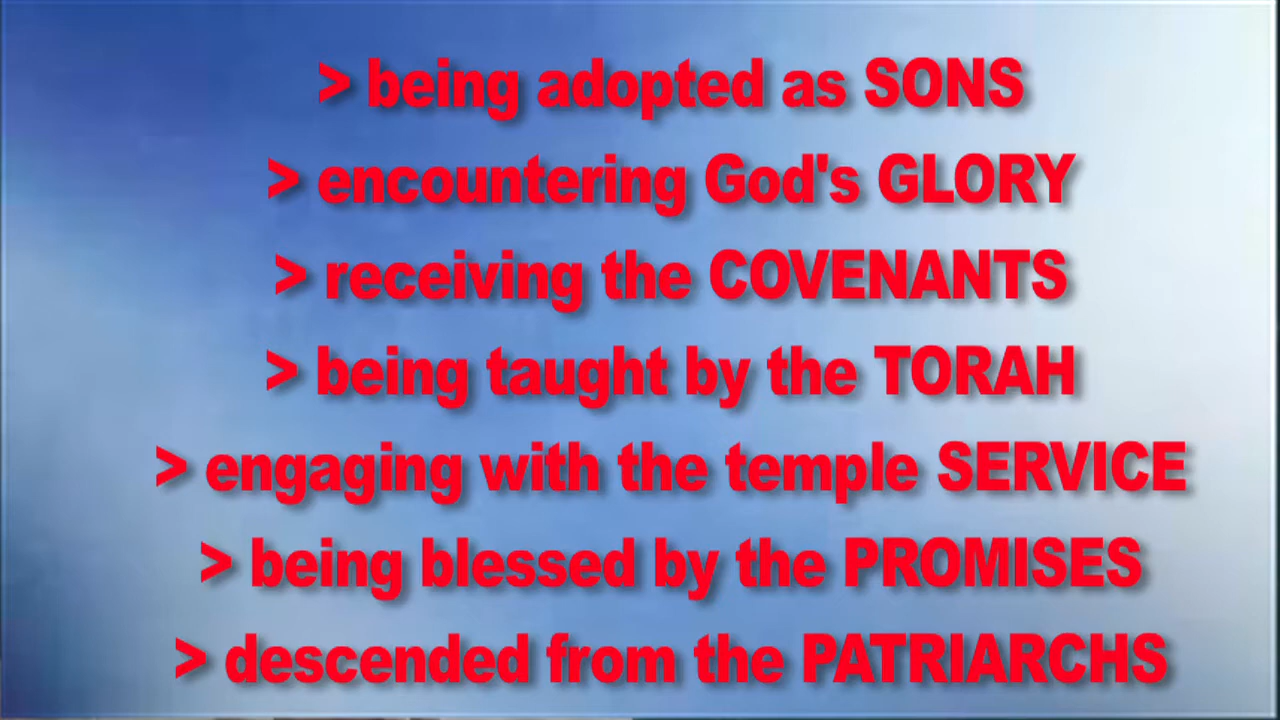 > being adopted as SONS
> encountering God's GLORY
> receiving the COVENANTS
> being taught by the TORAH
> engaging with the temple SERVICE
> being blessed by the PROMISES
> descended from the PATRIARCHS